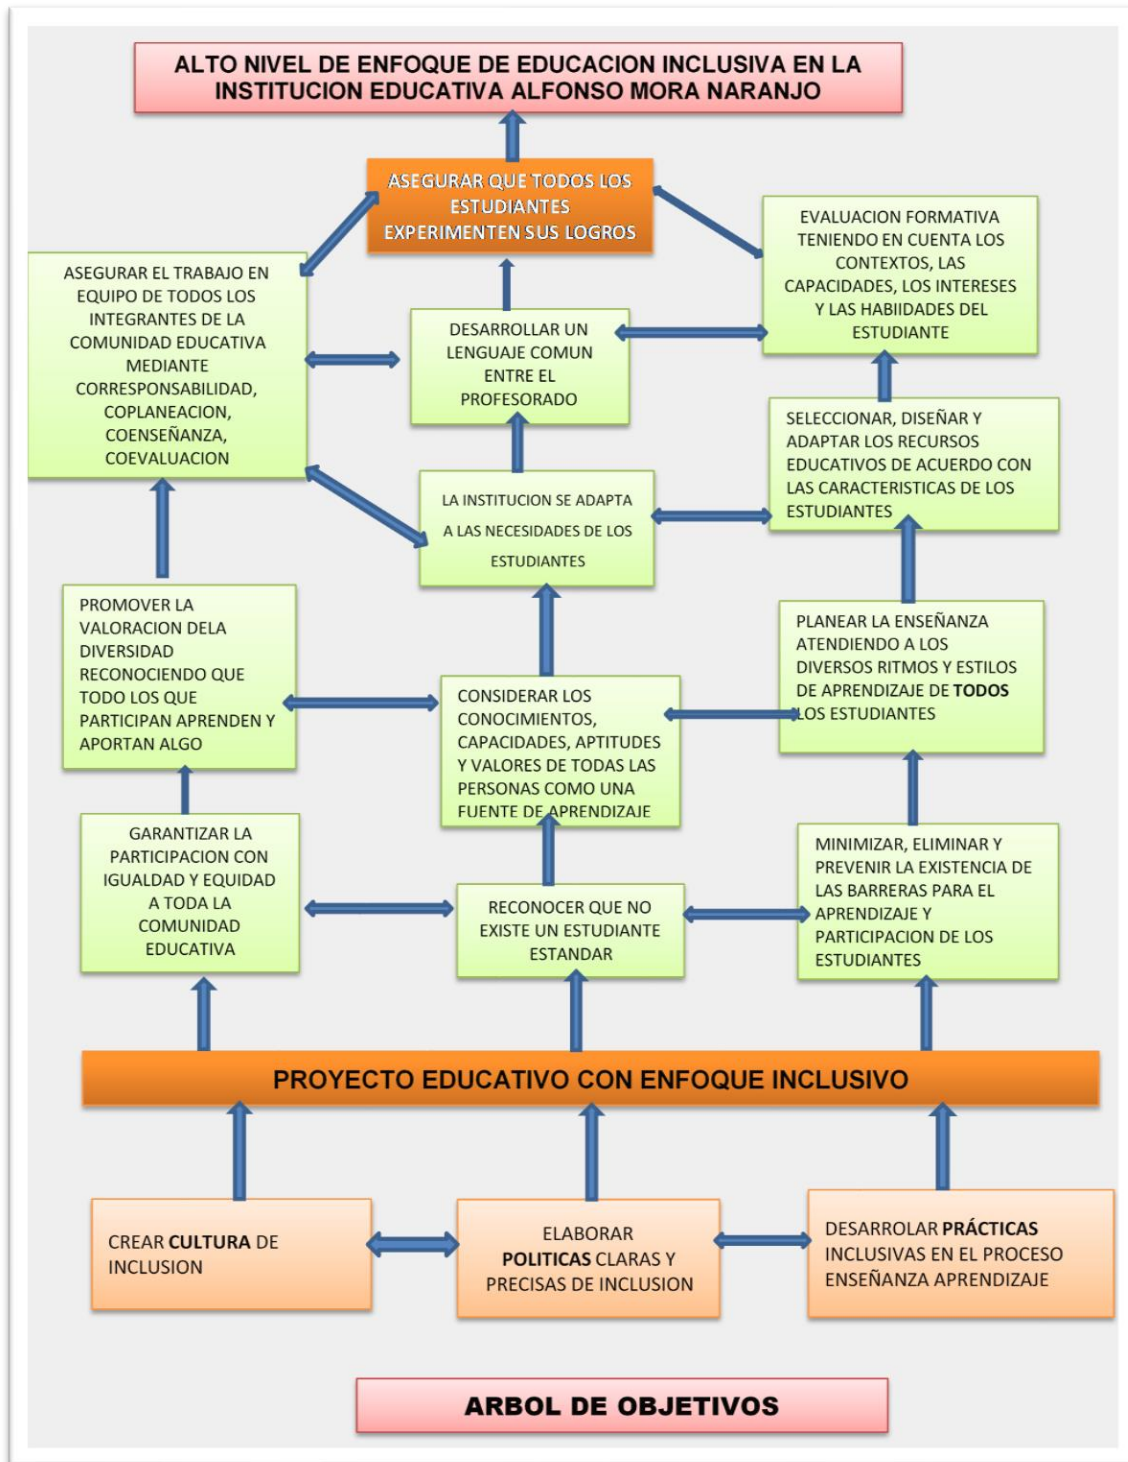 ALTO NIVEL DE ENFOQUE DE EDUCACION INCLUSIVA EN LA
INSTITUCION EDUCATIVA ALFONSO MORA NARANJO
ASEGURAR QUE TODOS LOS
ESTUDIANTES
EXPERIMENTEN SUS LOGROS
ASEGURAR EL TRABAJO EN
EQUIPO DE TODOS LOS
INTEGRANTES DE LA
COMUNIDAD EDUCATIVA
MEDIANTE
CORRESPONSABILIDAD,
COPLANEACION,
COENSEÑANZA,
COEVALUACION
DESARROLLAR UN
LENGUAJE COMUN
ENTRE EL
PROFESORADO
EVALUACION FORMATIVA
TENIENDO EN CUENTA LOS
CONTEXTOS, LAS
CAPACIDADES, LOS INTERESES
Y LAS HABIIDADES DEL
ESTUDIANTE
LA INSTITUCION SE ADAPTA
A LAS NECESIDADES DE LOS
ESTUDIANTES
SELECCIONAR, DISEÑAR Y
ADAPTAR LOS RECURSOS
EDUCATIVOS DE ACUERDO CON
LAS CARACTERISTICAS DE LOS
ESTUDIANTES
PROMOVER LA
VALORACION DELA
DIVERSIDAD
RECONOCIENDO QUE
TODO LOS QUE
PARTICIPAN APRENDEN Y
APORTAN ALGO
CONSIDERAR LOS
CONOCIMIENTOS,
CAPACIDADES, APTITUDES
Y VALORES DE TODAS LAS
PERSONAS COMO UNA
FUENTE DE APRENDIZAJE
PLANEAR LA ENSEÑANZA
ATENDIENDO A LOS
DIVERSOS RITMOS Y ESTILOS
DE APRENDIZAJE DE TODOS
LOS ESTUDIANTES
GARANTIZAR LA
PARTICIPACION CON
IGUALDAD Y EQUIDAD
A TODA LA
COMUNIDAD
EDUCATIVA
RECONOCER QUE NO
EXISTE UN ESTUDIANTE
ESTANDAR
MINIMIZAR, ELIMINAR Y
PREVENIR LA EXISTENCIA DE
LAS BARRERAS PARA EL
APRENDIZAJE Y
PARTICIPACION DE LOS
ESTUDIANTES
PROYECTO EDUCATIVO CON ENFOQUE INCLUSIVO
CREAR CULTURA DE
INCLUSION
ELABORAR
POLITICAS CLARAS Y
PRECISAS DE INCLUSION
DESARROLAR PRÁCTICAS
INCLUSIVAS EN EL PROCESO
ENSEÑANZA APRENDIZAJE
ARBOL DE OBJETIVOS